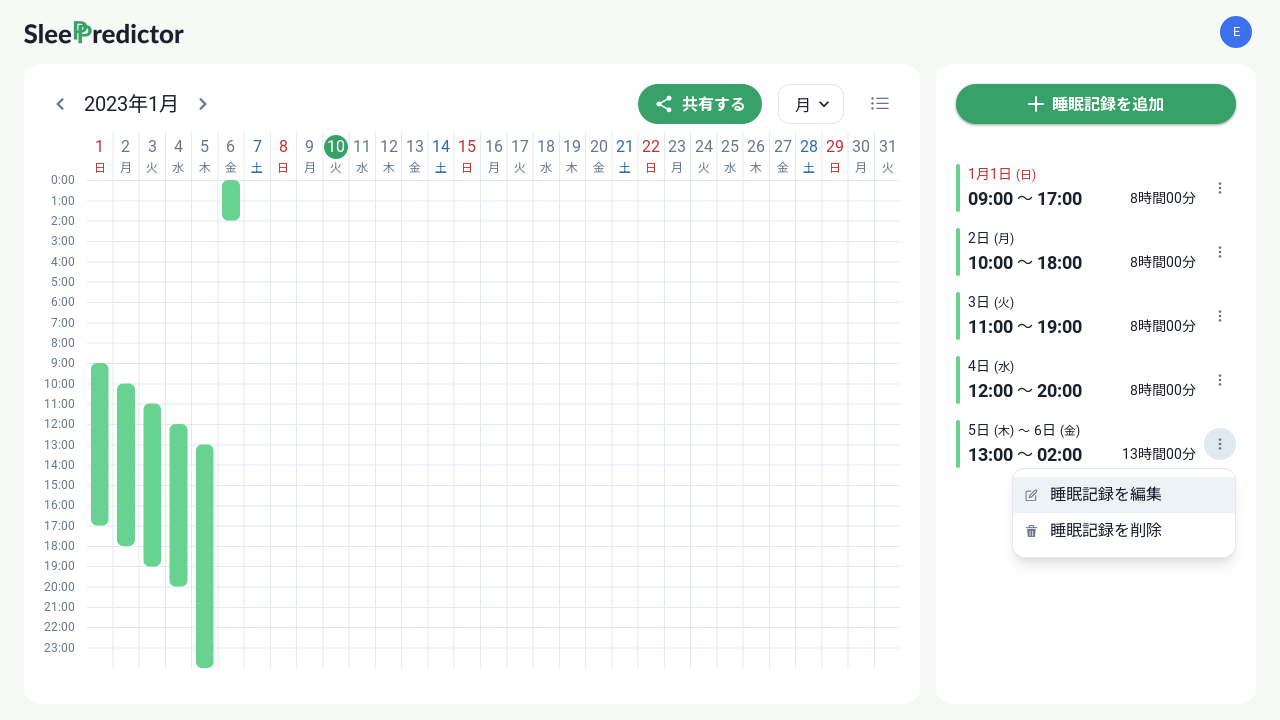 SleePredictor
E
2023年1月
共有する
月
1 2 3 4 5 6 7 8 9 10 11 12 13 14 15 16 17 18 19 20 21 22 23 24 25 26 27 28 29 30 31
日 月 火 水 木 金 土 日 月 火 水 木 金 土 日 月 火 水 木 金 土 日 月 火 水 木 金 土 日 月 火
0:00
1:00
2:00
3:00
4:00
5:00
6:00
7:00
8:00
9:00
10:00
11:00
12:00
13:00
14:00
15:00
16:00
17:00
18:00
19:00
20:00
21:00
22:00
23:00
睡眠記録を追加
1月1日 (日)
09:00 〜 17:00 8時間00分
2日 (月)
10:00 〜 18:00 8時間00分
3日 (火)
11:00 〜 19:00 8時間00分
4日 (水)
12:00 〜 20:00 8時間00分
5日 (木) 〜 6日 (金)
13:00 〜 02:00 13時間00分
睡眠記録を編集
睡眠記録を削除